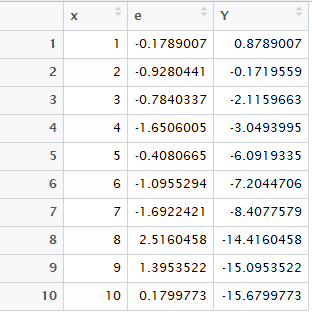 x e Y
1 1 -0.1789007 0.8789007
2 2 -0.9280441 -0.1719559
3 3 -0.7840337 -2.1159663
4 4 -1.6506005 -3.0493995
5 5 -0.4080665 -6.0919335
6 6 -1.0955294 -7.2044706
7 7 -1.6922421 -8.4077579
8 8 2.5160458 -14.4160458
9 9 1.3953522 -15.0953522
10 10 0.1799773 -15.6799773